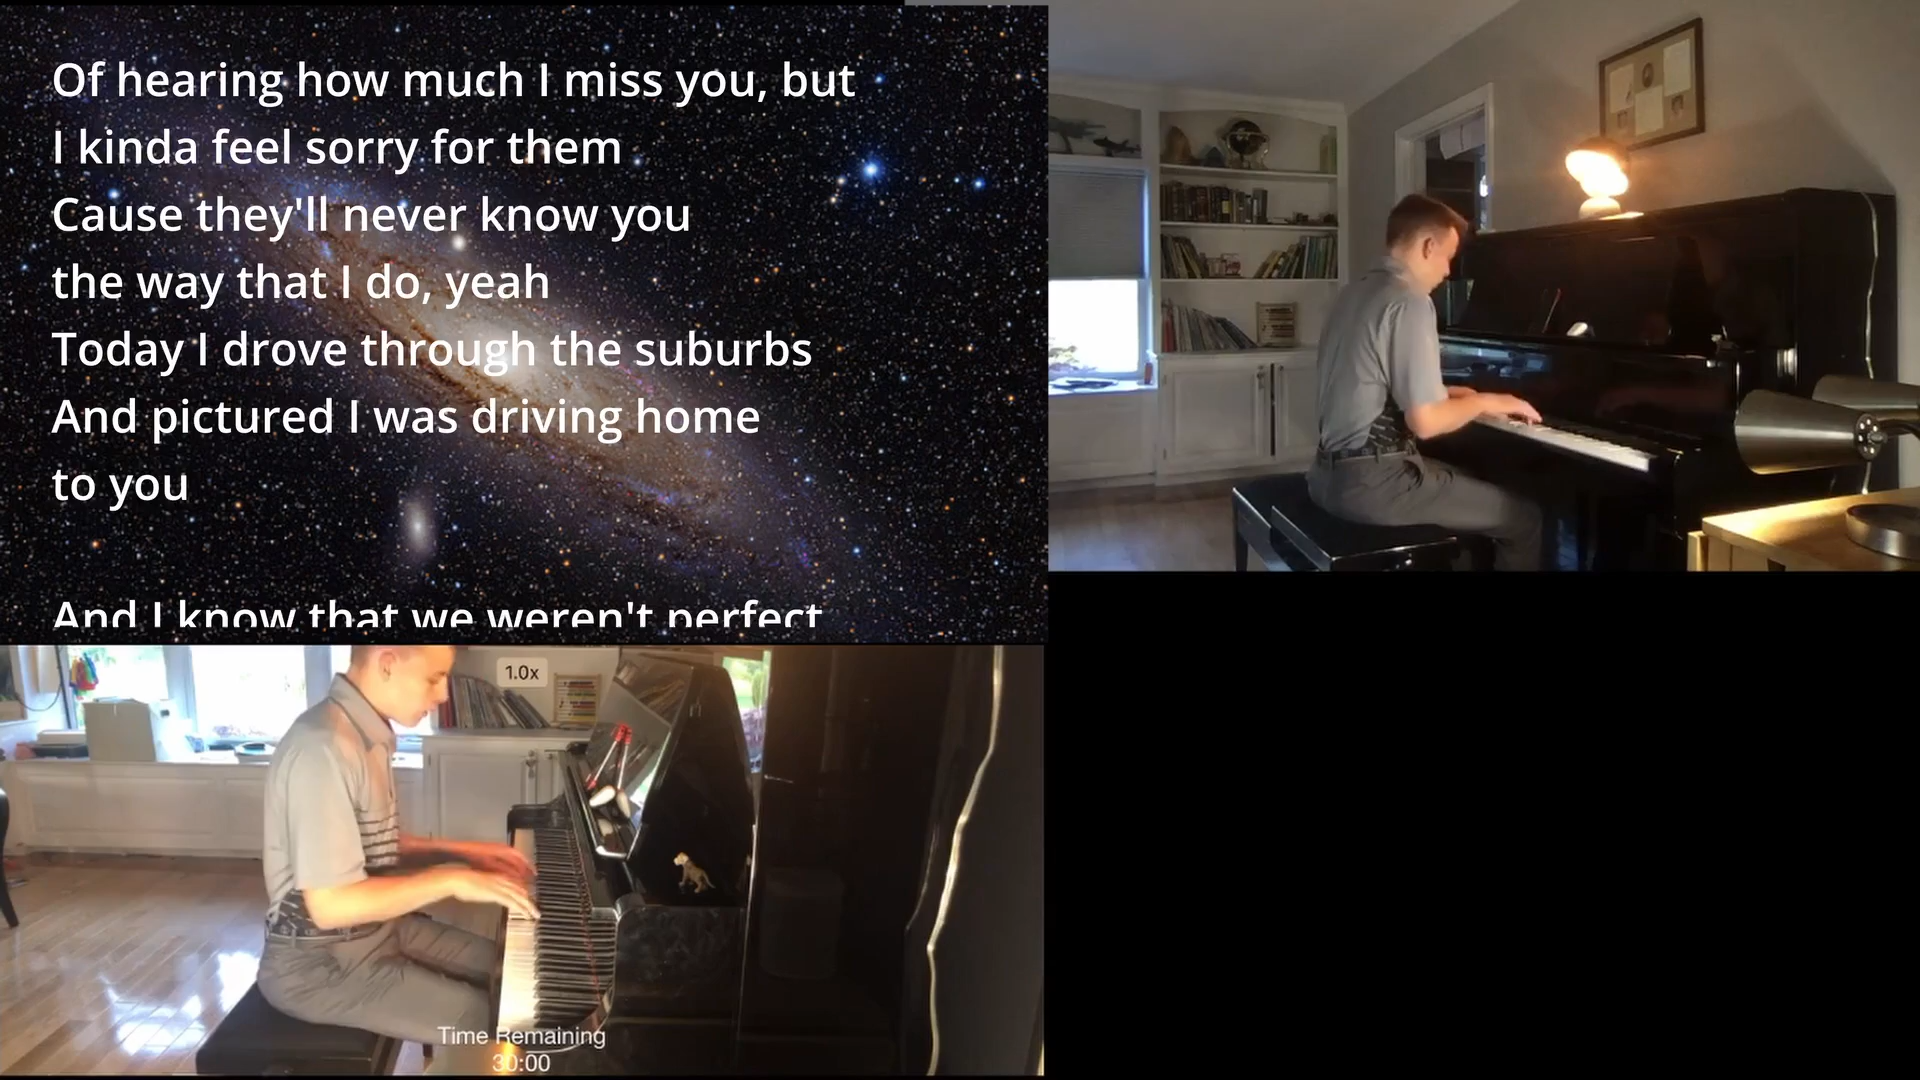 Of hearing how much I miss you, but
I kinda feel sorry for them
Cause they'll never know you
the way that I do, yeah
Today I drove through the suburbs
And pictured I was driving home
to you
And I know that we weren't perfect
1.0x
Time Remaining
30:00